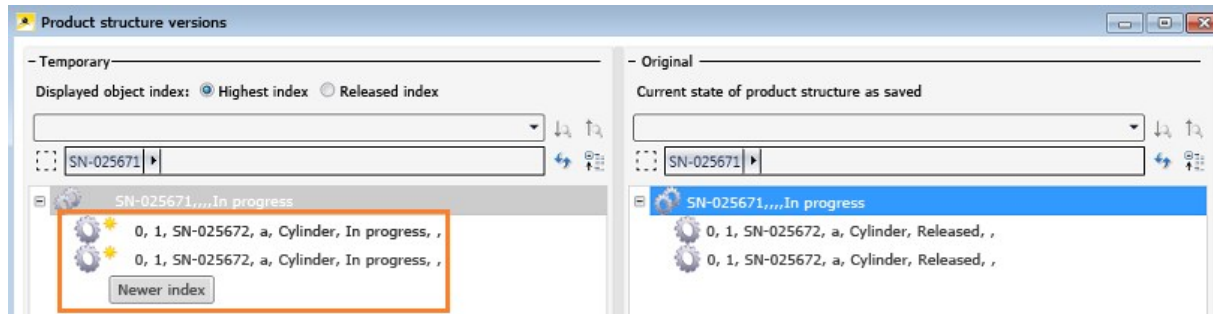 Product structure versions
Temporary
Displayed object index: Highest index Released index
SN-025671
SN-025671,,,,In progress
0, 1, SN-025672, a, Cylinder, In progress, ,
0, 1, SN-025672, a, Cylinder, In progress, ,
Newer index
Original
Current state of product structure as saved
SN-025671
SN-025671,,,,In progress
0, 1, SN-025672, a, Cylinder, Released, ,
0, 1, SN-025672, a, Cylinder, Released, ,